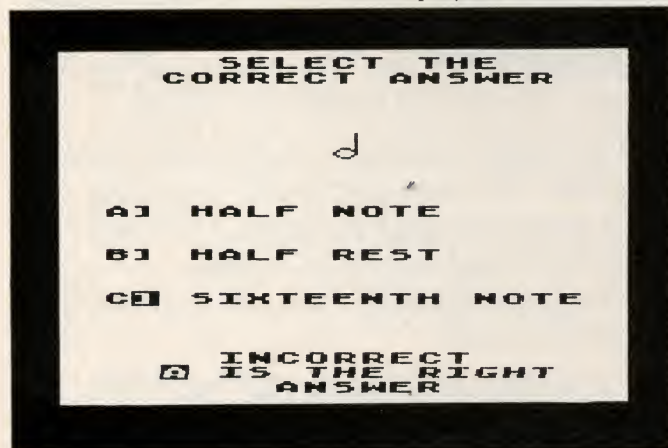 SELECT THE
CORRECT ANSWER
A] HALF NOTE
B] HALF REST
C] SIXTEENTH NOTE
INCORRECT
A IS THE RIGHT
ANSWER